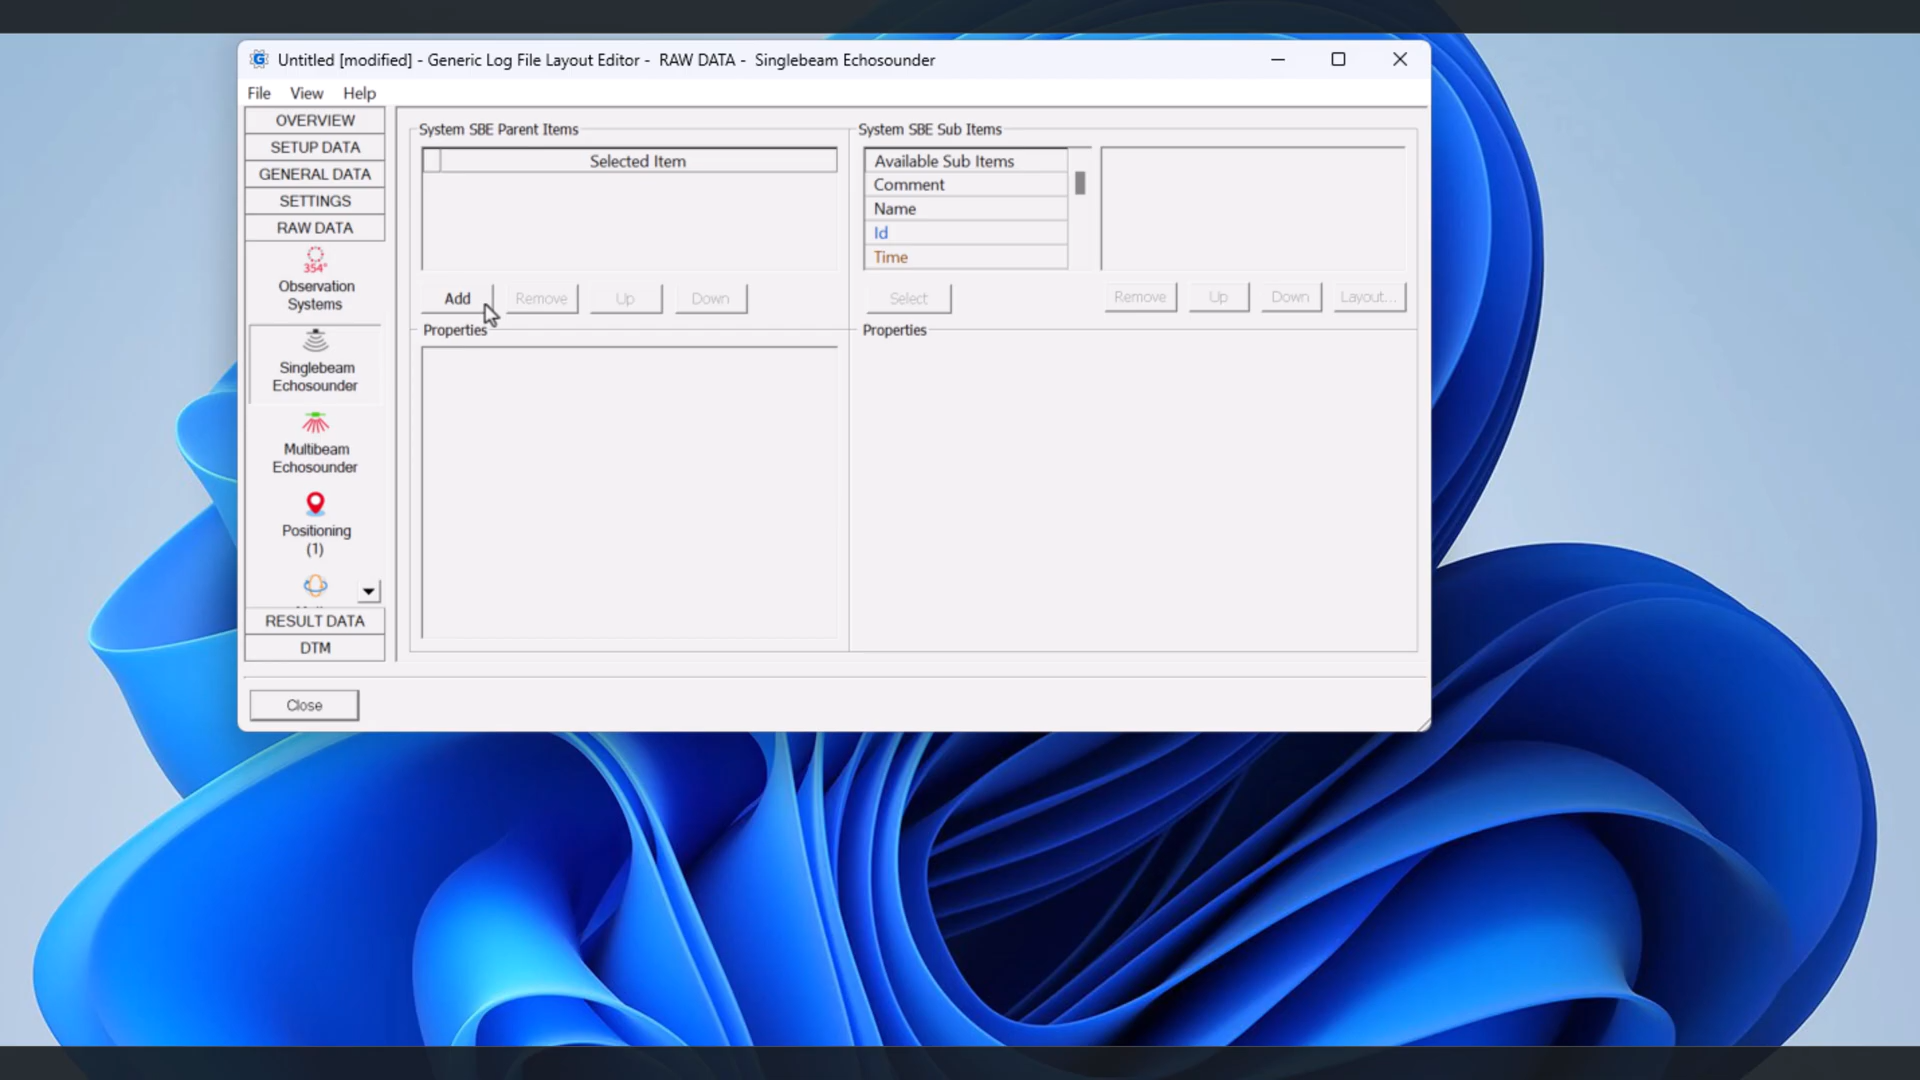 Untitled [modified] - Generic Log File Layout Editor - RAW DATA - Singlebeam Echosounder
File View Help
OVERVIEW
SETUP DATA
GENERAL DATA
SETTINGS
RAW DATA
354°
Observation
Systems
Singlebeam
Echosounder
Multibeam
Echosounder
Positioning
(1)
RESULT DATA
DTM
System SBE Parent Items
Selected Item
Add Remove Up Down
Properties
System SBE Sub Items
Available Sub Items
Comment
Name
Id
Time
Select
Remove Up Down Layout...
Properties
Close